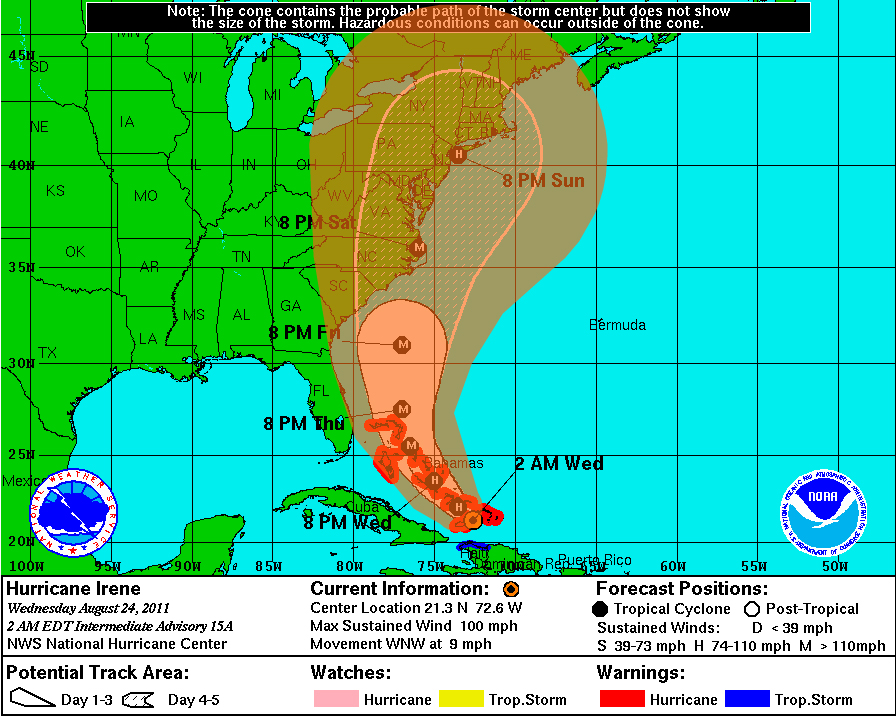 Note: The cone contains the probable path of the storm center but does not show
the size of the storm. Hazardous conditions can occur outside of the cone.
MN
ME
45N
SD
WI
VT
NH
MI
NY
MA
NE
IA
CT
RI
PA
40N
IL
IN
OH
NJ
8 PM Sun
H
KS
MO
WV
MD
DE
VA
8 PM Sat
KY
M
OK
TN
NC
35N
AR
SC
MS
AL
GA
Bermuda
8 PM Fri
M
LA
TX
30N
FL
M
8 PM Thu
M
25N
Bahamas
2 AM Wed
Mexico
H
NATIONAL WEATHER SERVICE
NOAA
Cuba
H
8 PM Wed
20N
Haiti
Dominican Rep
Puerto Rico
100W 95W 90W 85W 80W 75W 70W 65W 60W 55W 50W
Hurricane Irene
Wednesday August 24, 2011
2 AM EDT Intermediate Advisory 15A
NWS National Hurricane Center
Current Information:
Center Location 21.3 N 72.6 W
Max Sustained Wind 100 mph
Movement WNW at 9 mph
Forecast Positions:
Tropical Cyclone Post-Tropical
Sustained Winds: D < 39 mph
S 39-73 mph H 74-110 mph M > 110mph
Potential Track Area:
Day 1-3 Day 4-5
Watches:
Hurricane Trop.Storm
Warnings:
Hurricane Trop.Storm